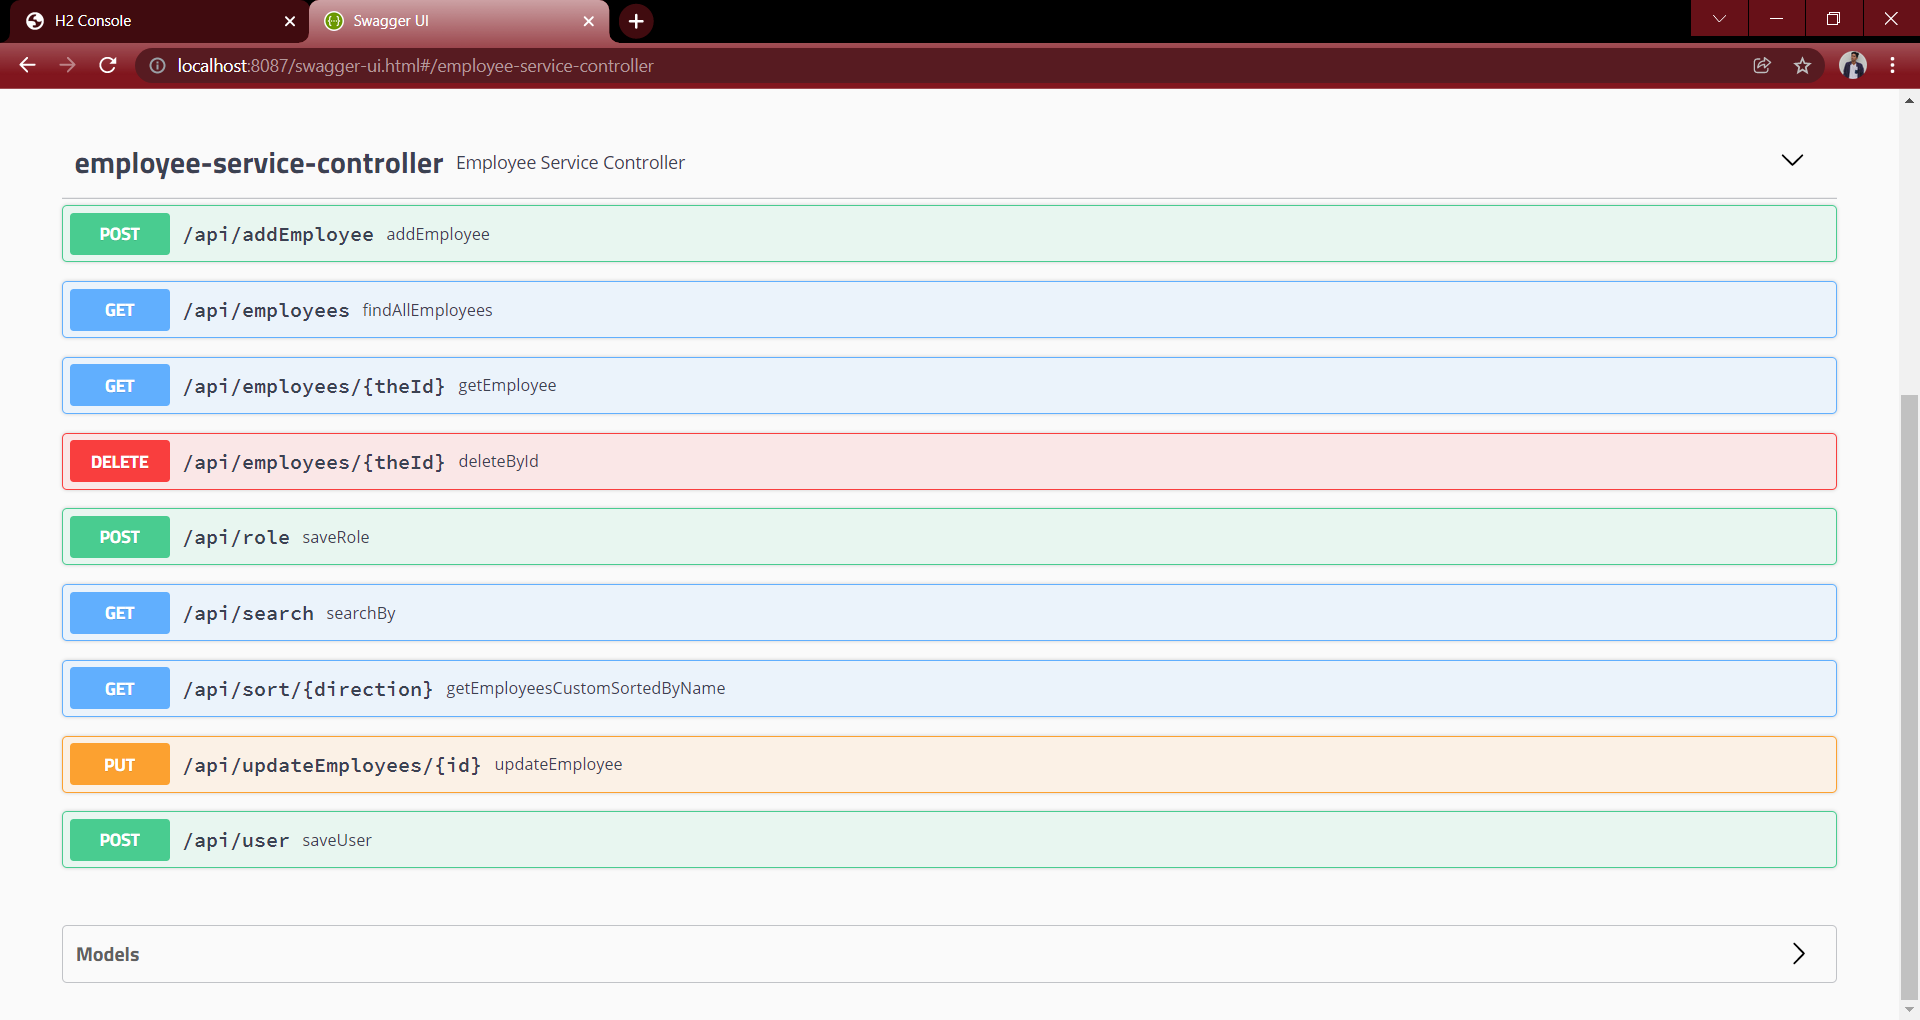 H2 Console
Swagger UI
localhost:8087/swagger-ui.html#/employee-service-controller
employee-service-controller Employee Service Controller
POST /api/addEmployee addEmployee
GET /api/employees findAllEmployees
GET /api/employees/{theId} getEmployee
DELETE /api/employees/{theId} deleteById
POST /api/role saveRole
GET /api/search searchBy
GET /api/sort/{direction} getEmployeesCustomSortedByName
PUT /api/updateEmployees/{id} updateEmployee
POST /api/user saveUser
Models